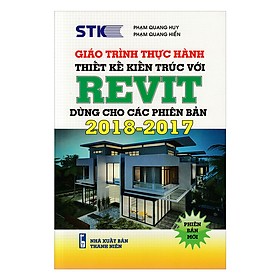 STK
PHẠM QUANG HUY
PHẠM QUANG HIỂN
GIÁO TRÌNH THỰC HÀNH
THIẾT KẾ KIẾN TRÚC VỚI
REVIT
DÙNG CHO CÁC PHIÊN BẢN
2018-2017
PHIÊN
BẢN
MỚI
NHÀ XUẤT BẢN
THANH NIÊN